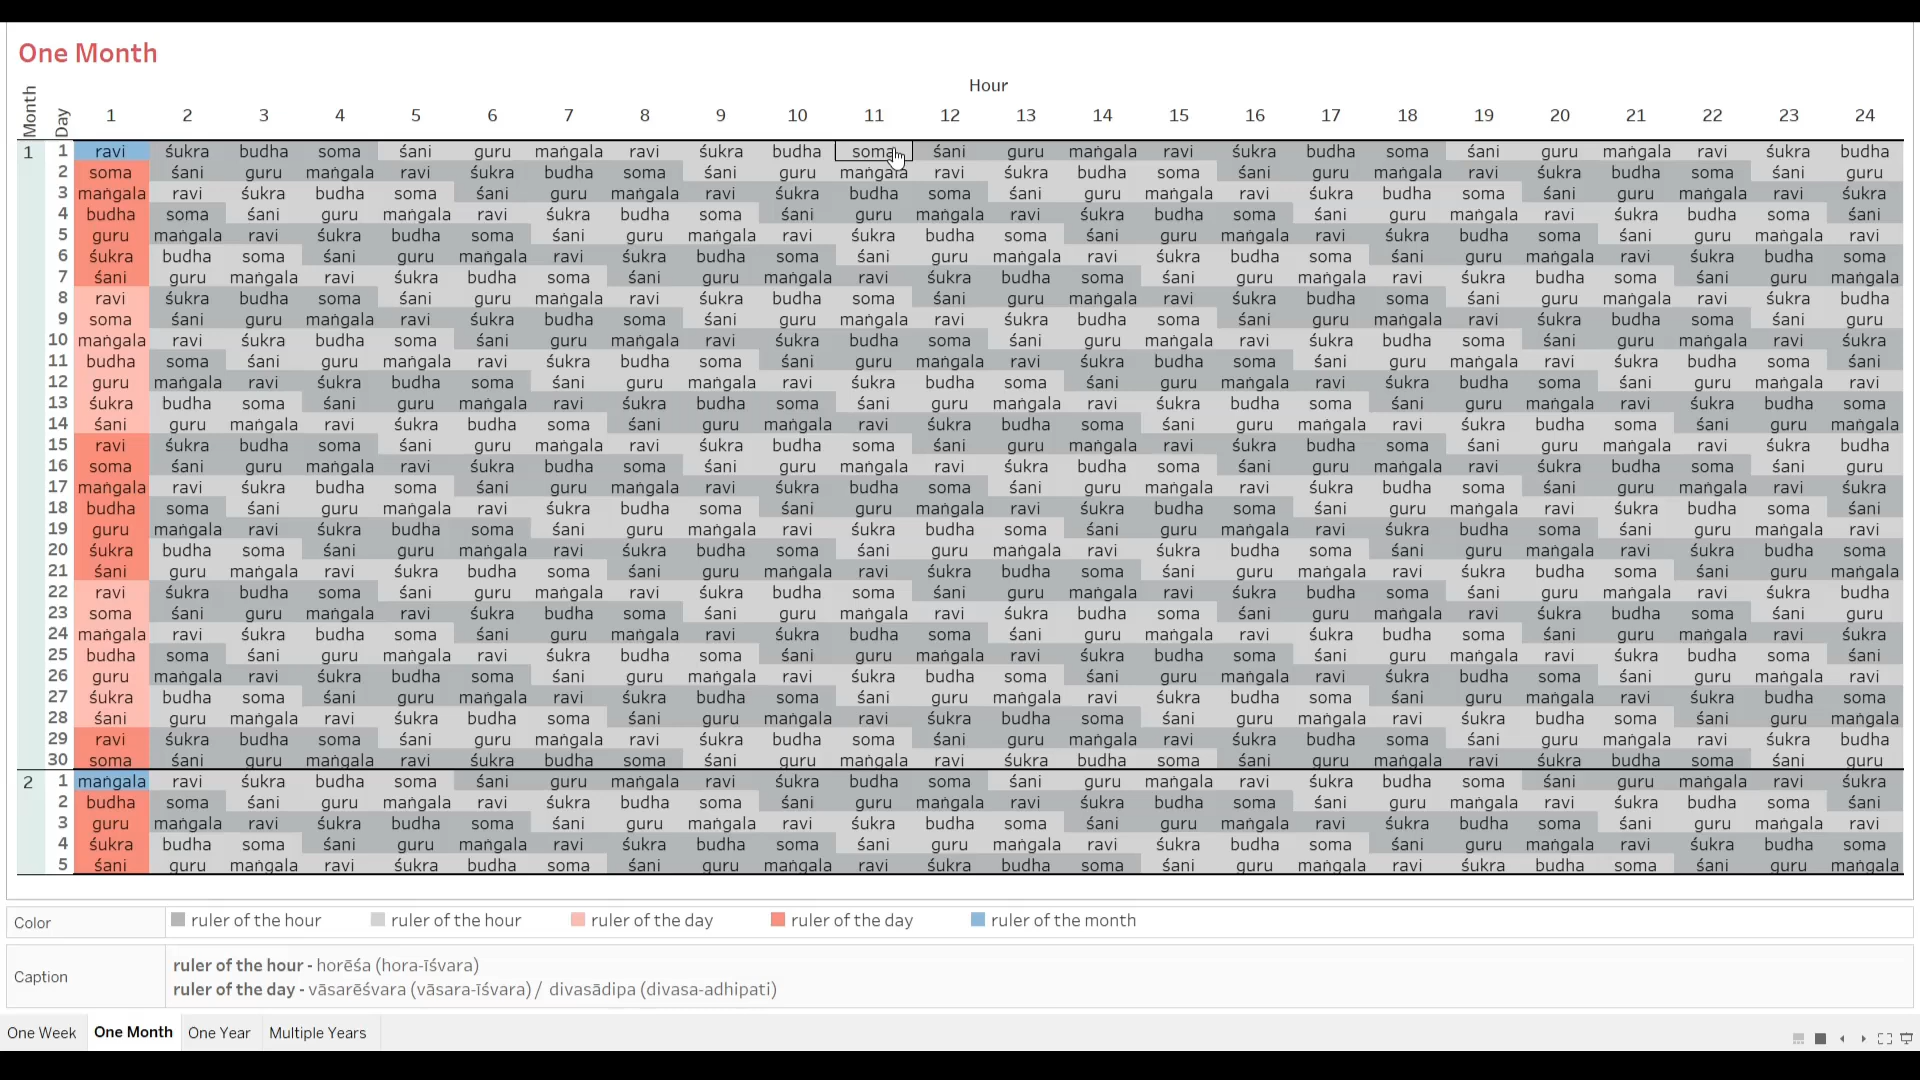 One Month
Hour
Month Day 1 2 3 4 5 6 7 8 9 10 11 12 13 14 15 16 17 18 19 20 21 22 23 24
1 1 ravi śukra budha soma śani guru maṅgala ravi śukra budha soma śani guru maṅgala ravi śukra budha soma śani guru maṅgala ravi śukra budha
2 soma śani guru maṅgala ravi śukra budha soma śani guru maṅgala ravi śukra budha soma śani guru maṅgala ravi śukra budha soma śani guru
3 maṅgala ravi śukra budha soma śani guru maṅgala ravi śukra budha soma śani guru maṅgala ravi śukra budha soma śani guru maṅgala ravi śukra
4 budha soma śani guru maṅgala ravi śukra budha soma śani guru maṅgala ravi śukra budha soma śani guru maṅgala ravi śukra budha soma śani
5 guru maṅgala ravi śukra budha soma śani guru maṅgala ravi śukra budha soma śani guru maṅgala ravi śukra budha soma śani guru maṅgala ravi
6 śukra budha soma śani guru maṅgala ravi śukra budha soma śani guru maṅgala ravi śukra budha soma śani guru maṅgala ravi śukra budha soma
7 śani guru maṅgala ravi śukra budha soma śani guru maṅgala ravi śukra budha soma śani guru maṅgala ravi śukra budha soma śani guru maṅgala
8 ravi śukra budha soma śani guru maṅgala ravi śukra budha soma śani guru maṅgala ravi śukra budha soma śani guru maṅgala ravi śukra budha
9 soma śani guru maṅgala ravi śukra budha soma śani guru maṅgala ravi śukra budha soma śani guru maṅgala ravi śukra budha soma śani guru
10 maṅgala ravi śukra budha soma śani guru maṅgala ravi śukra budha soma śani guru maṅgala ravi śukra budha soma śani guru maṅgala ravi śukra
11 budha soma śani guru maṅgala ravi śukra budha soma śani guru maṅgala ravi śukra budha soma śani guru maṅgala ravi śukra budha soma śani
12 guru maṅgala ravi śukra budha soma śani guru maṅgala ravi śukra budha soma śani guru maṅgala ravi śukra budha soma śani guru maṅgala ravi
13 śukra budha soma śani guru maṅgala ravi śukra budha soma śani guru maṅgala ravi śukra budha soma śani guru maṅgala ravi śukra budha soma
14 śani guru maṅgala ravi śukra budha soma śani guru maṅgala ravi śukra budha soma śani guru maṅgala ravi śukra budha soma śani guru maṅgala
15 ravi śukra budha soma śani guru maṅgala ravi śukra budha soma śani guru maṅgala ravi śukra budha soma śani guru maṅgala ravi śukra budha
16 soma śani guru maṅgala ravi śukra budha soma śani guru maṅgala ravi śukra budha soma śani guru maṅgala ravi śukra budha soma śani guru
17 maṅgala ravi śukra budha soma śani guru maṅgala ravi śukra budha soma śani guru maṅgala ravi śukra budha soma śani guru maṅgala ravi śukra
18 budha soma śani guru maṅgala ravi śukra budha soma śani guru maṅgala ravi śukra budha soma śani guru maṅgala ravi śukra budha soma śani
19 guru maṅgala ravi śukra budha soma śani guru maṅgala ravi śukra budha soma śani guru maṅgala ravi śukra budha soma śani guru maṅgala ravi
20 śukra budha soma śani guru maṅgala ravi śukra budha soma śani guru maṅgala ravi śukra budha soma śani guru maṅgala ravi śukra budha soma
21 śani guru maṅgala ravi śukra budha soma śani guru maṅgala ravi śukra budha soma śani guru maṅgala ravi śukra budha soma śani guru maṅgala
22 ravi śukra budha soma śani guru maṅgala ravi śukra budha soma śani guru maṅgala ravi śukra budha soma śani guru maṅgala ravi śukra budha
23 soma śani guru maṅgala ravi śukra budha soma śani guru maṅgala ravi śukra budha soma śani guru maṅgala ravi śukra budha soma śani guru
24 maṅgala ravi śukra budha soma śani guru maṅgala ravi śukra budha soma śani guru maṅgala ravi śukra budha soma śani guru maṅgala ravi śukra
25 budha soma śani guru maṅgala ravi śukra budha soma śani guru maṅgala ravi śukra budha soma śani guru maṅgala ravi śukra budha soma śani
26 guru maṅgala ravi śukra budha soma śani guru maṅgala ravi śukra budha soma śani guru maṅgala ravi śukra budha soma śani guru maṅgala ravi
27 śukra budha soma śani guru maṅgala ravi śukra budha soma śani guru maṅgala ravi śukra budha soma śani guru maṅgala ravi śukra budha soma
28 śani guru maṅgala ravi śukra budha soma śani guru maṅgala ravi śukra budha soma śani guru maṅgala ravi śukra budha soma śani guru maṅgala
29 ravi śukra budha soma śani guru maṅgala ravi śukra budha soma śani guru maṅgala ravi śukra budha soma śani guru maṅgala ravi śukra budha
30 soma śani guru maṅgala ravi śukra budha soma śani guru maṅgala ravi śukra budha soma śani guru maṅgala ravi śukra budha soma śani guru
2 1 maṅgala ravi śukra budha soma śani guru maṅgala ravi śukra budha soma śani guru maṅgala ravi śukra budha soma śani guru maṅgala ravi śukra
2 budha soma śani guru maṅgala ravi śukra budha soma śani guru maṅgala ravi śukra budha soma śani guru maṅgala ravi śukra budha soma śani
3 guru maṅgala ravi śukra budha soma śani guru maṅgala ravi śukra budha soma śani guru maṅgala ravi śukra budha soma śani guru maṅgala ravi
4 śukra budha soma śani guru maṅgala ravi śukra budha soma śani guru maṅgala ravi śukra budha soma śani guru maṅgala ravi śukra budha soma
5 śani guru maṅgala ravi śukra budha soma śani guru maṅgala ravi śukra budha soma śani guru maṅgala ravi śukra budha soma śani guru maṅgala
Color ruler of the hour ruler of the hour ruler of the day ruler of the day ruler of the month
Caption
ruler of the hour - horēśa (hora-īśvara)
ruler of the day - vāsarēśvara (vāsara-īśvara) / divasādipa (divasa-adhipati)
One Week One Month One Year Multiple Years